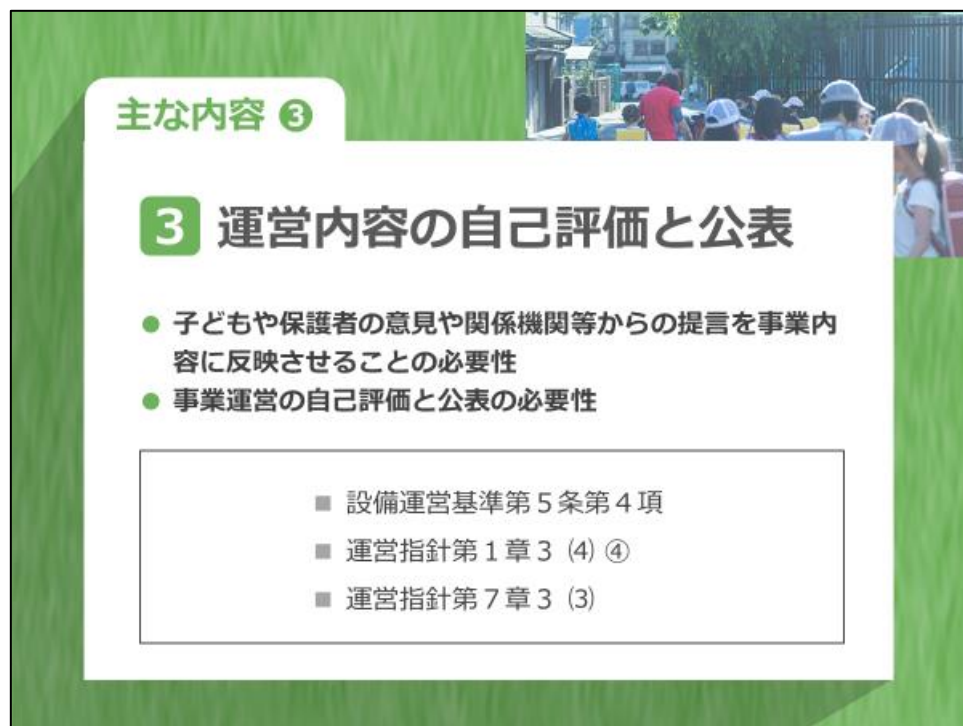 主な内容 ❸
3 運営内容の自己評価と公表
● 子どもや保護者の意見や関係機関等からの提言を事業内
容に反映させることの必要性
● 事業運営の自己評価と公表の必要性
■ 設備運営基準第５条第４項
■ 運営指針第１章３ ⑷ ④
■ 運営指針第７章３ ⑶